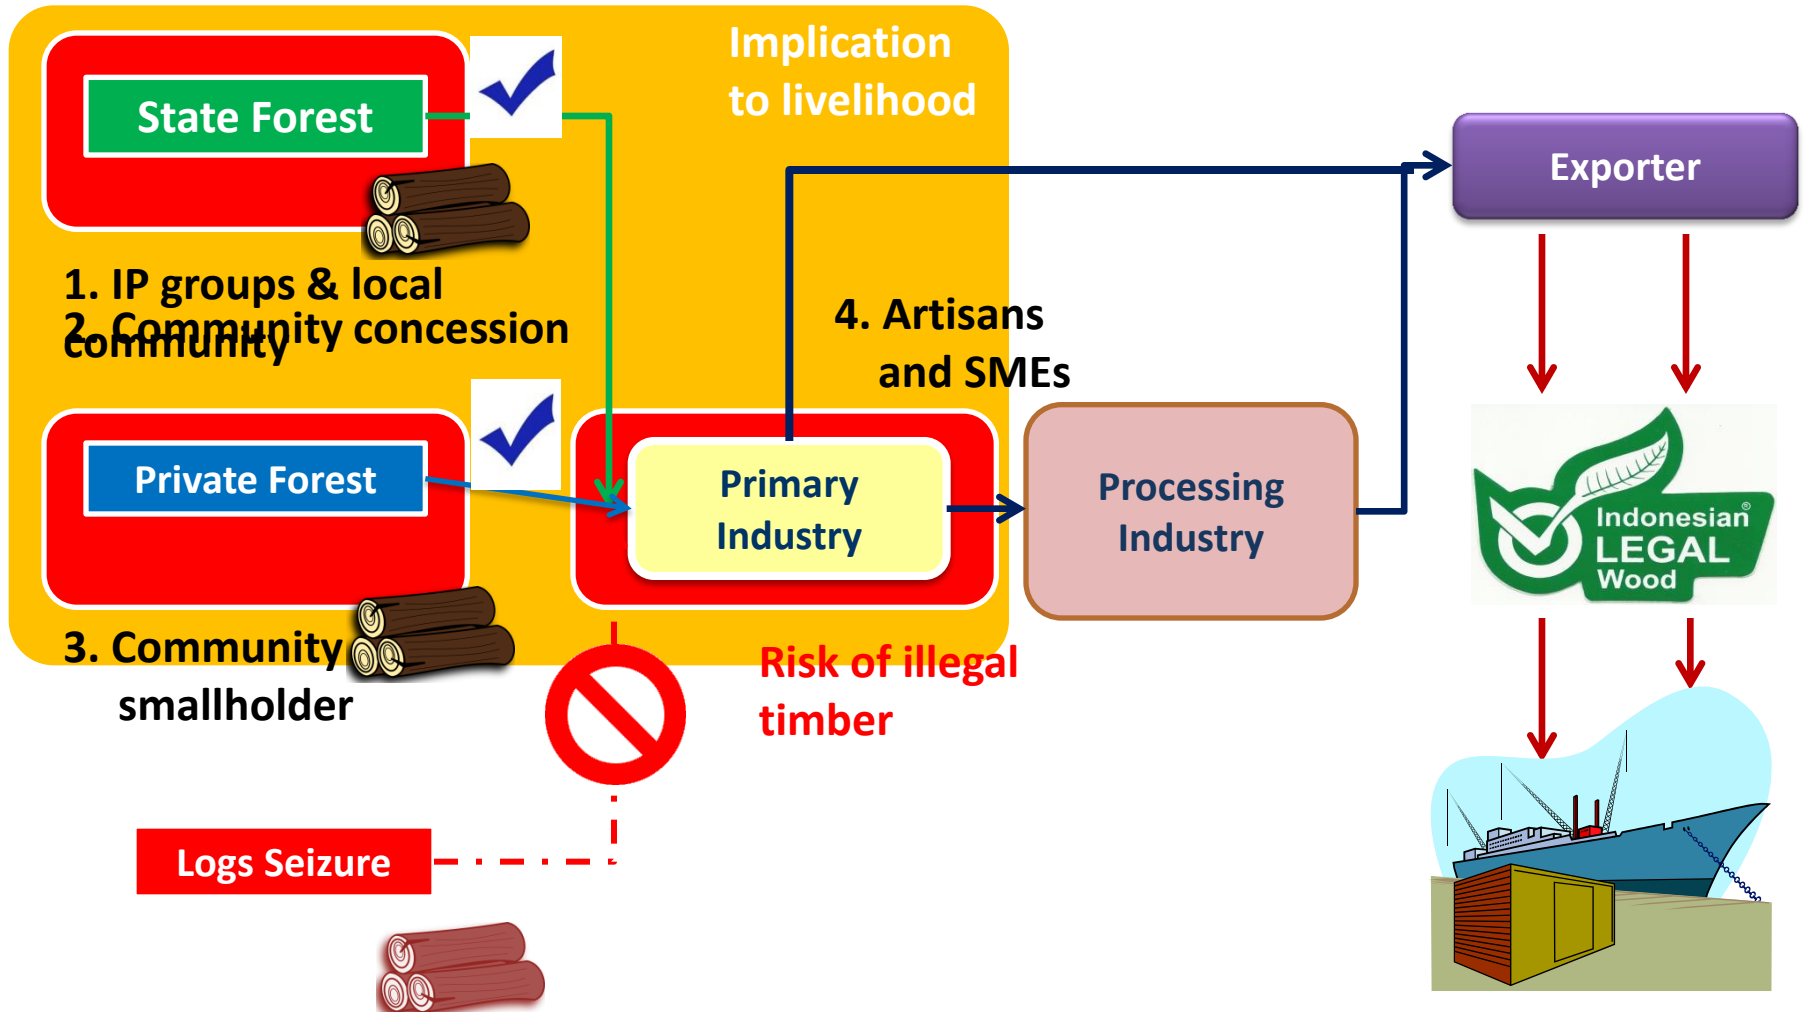 Implication
to livelihood
State Forest
Exporter
1. IP groups & local
community
2. Community concession
4. Artisans
and SMEs
Private Forest
Primary
Industry
Processing
Industry
Indonesian®
LEGAL
Wood
3. Community
smallholder
Risk of illegal
timber
Logs Seizure